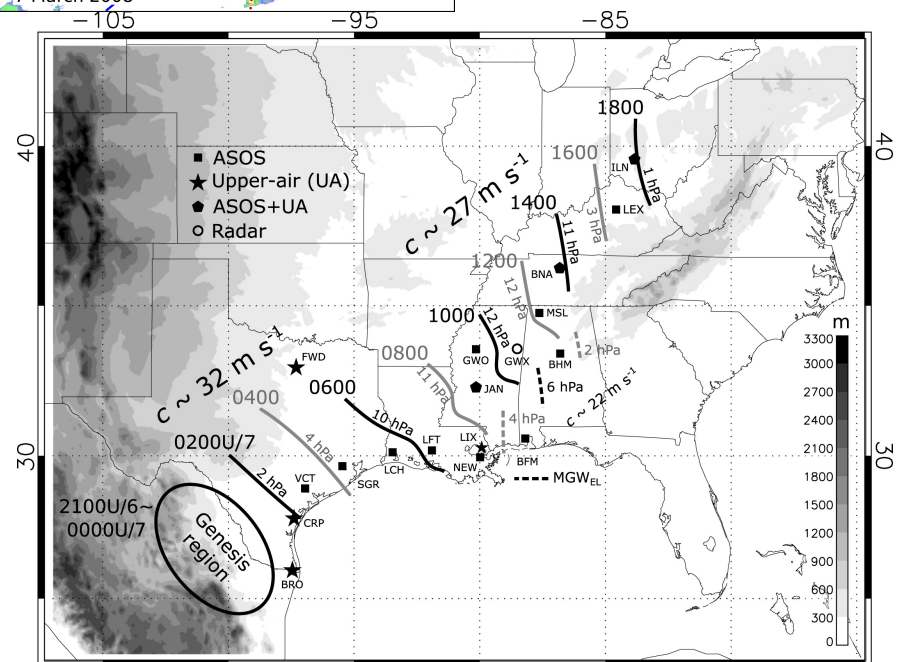 7 March 2008
−105
−95
−85
40
40
30
30
ASOS
Upper-air (UA)
ASOS+UA
Radar
c ~ 27 m s⁻¹
1800
ILN
1 hPa
1600
3 hPa
LEX
1400
11 hPa
BNA
1200
12 hPa
MSL
1000
12 hPa
GWO
GWX
BHM
2 hPa
JAN
6 hPa
c ~ 22 m s⁻¹
0800
11 hPa
4 hPa
FWD
c ~ 32 m s⁻¹
0400
4 hPa
0600
10 hPa
LFT
LIX
LCH
NEW
BFM
MGW_EL
0200U/7
2 hPa
VCT
SGR
CRP
2100U/6~
0000U/7
Genesis
region
BRO
m
3300
3000
2700
2400
2100
1800
1500
1200
900
600
300
0